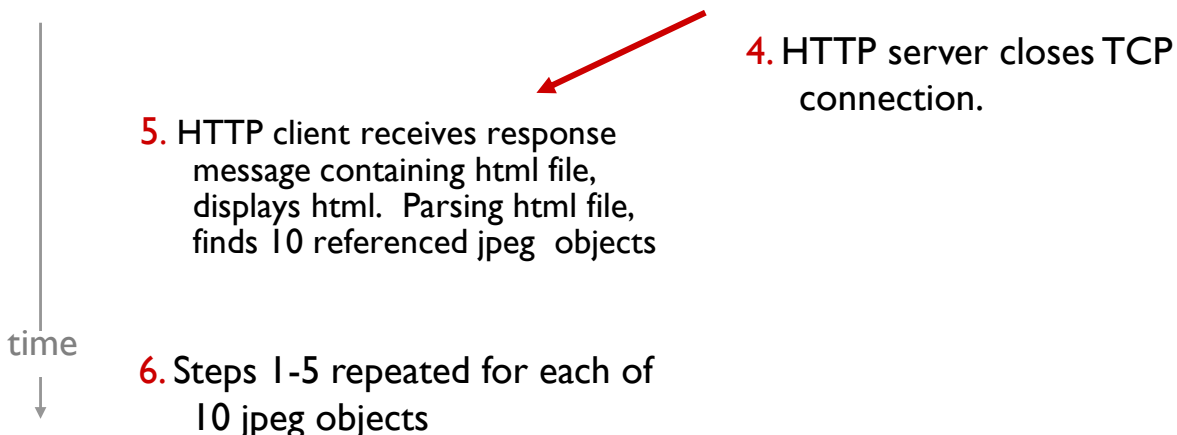 4. HTTP server closes TCP
connection.
5. HTTP client receives response
message containing html file,
displays html.  Parsing html file,
finds 10 referenced jpeg  objects
time
6. Steps 1-5 repeated for each of
10 jpeg objects